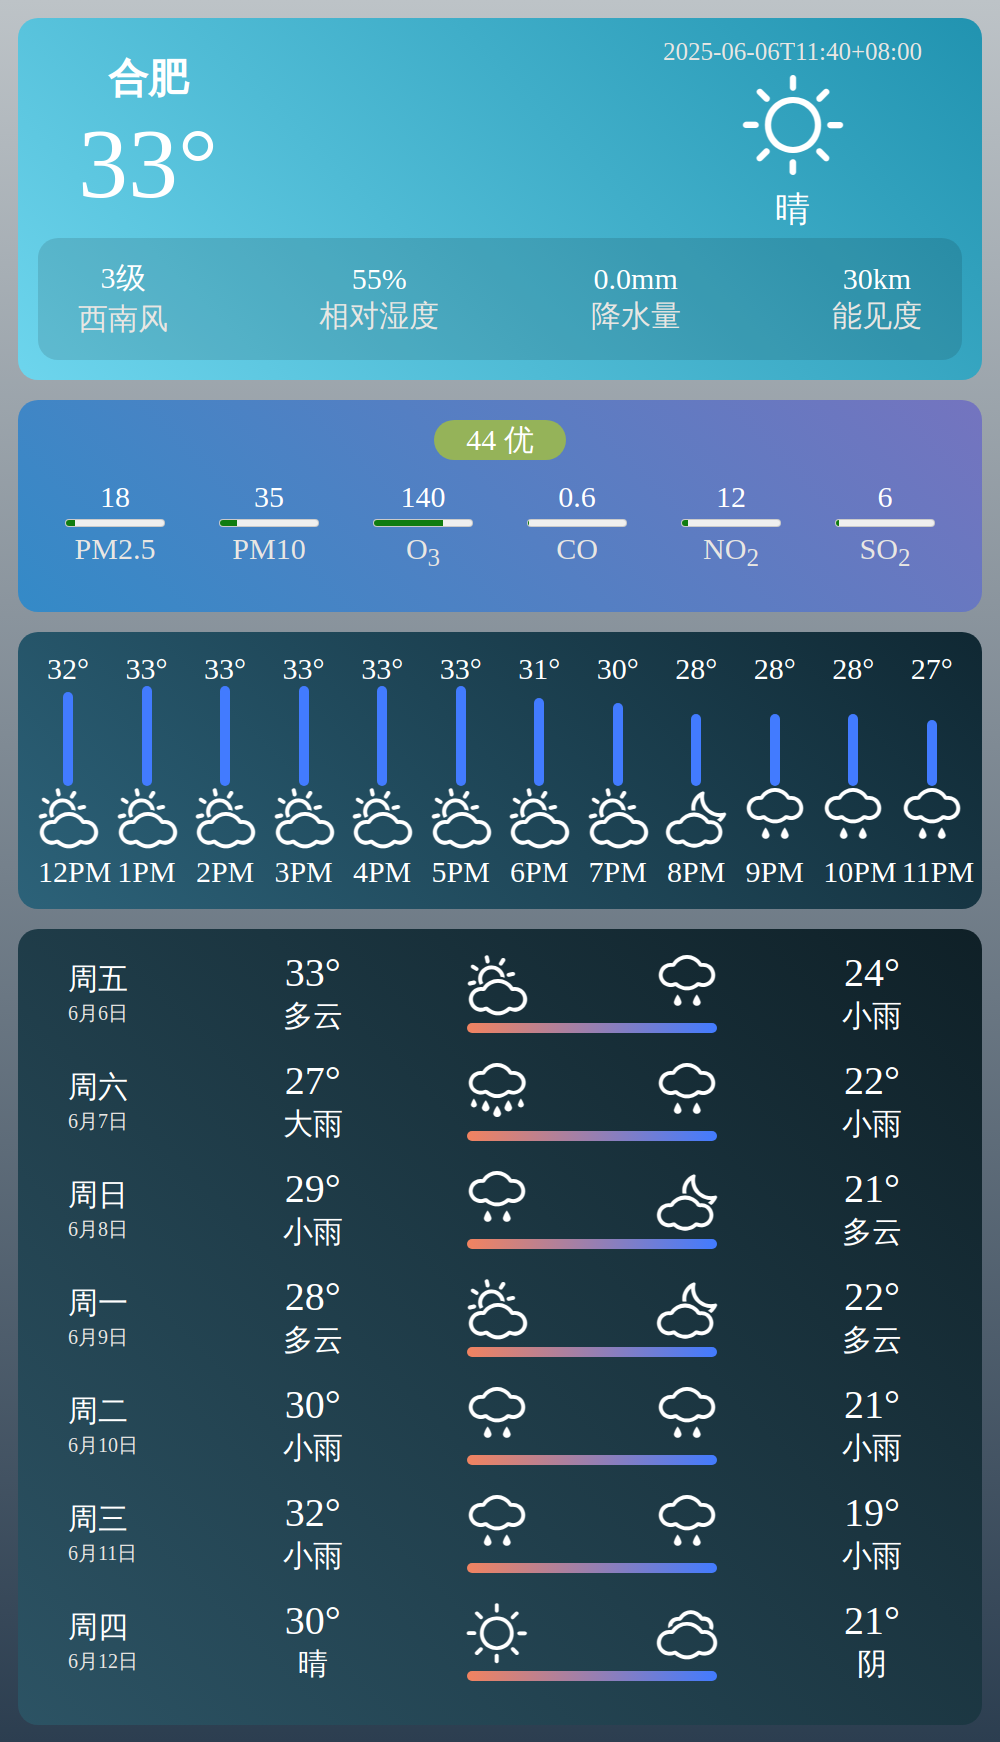 合肥
33°
2025-06-06T11:40+08:00
晴
3级 55% 0.0mm 30km
西南风 相对湿度 降水量 能见度
44 优
18 35 140 0.6 12 6
PM2.5 PM10 O3 CO NO2 SO2
32° 33° 33° 33° 33° 33° 31° 30° 28° 28° 28° 27°
12PM 1PM 2PM 3PM 4PM 5PM 6PM 7PM 8PM 9PM 10PM 11PM
周五 33° 24°
6月6日 多云 小雨
周六 27° 22°
6月7日 大雨 小雨
周日 29° 21°
6月8日 小雨 多云
周一 28° 22°
6月9日 多云 多云
周二 30° 21°
6月10日 小雨 小雨
周三 32° 19°
6月11日 小雨 小雨
周四 30° 21°
6月12日 晴 阴